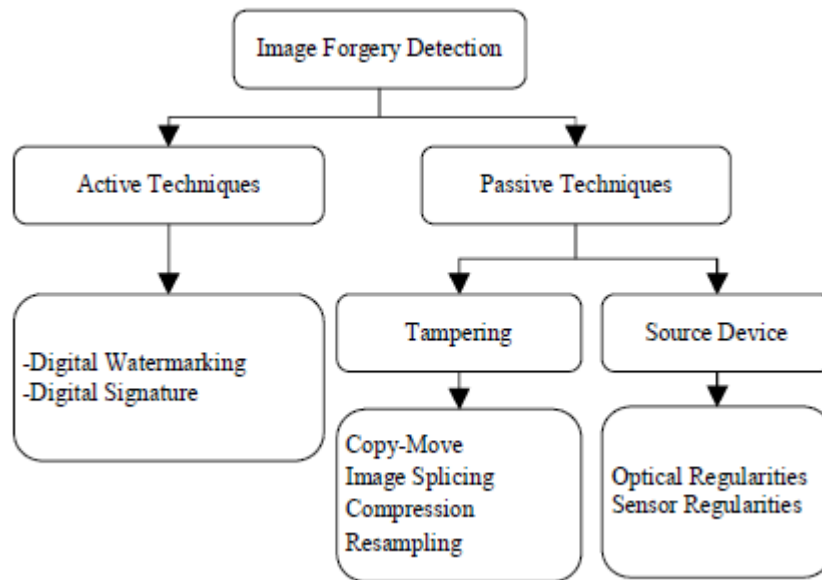 Image Forgery Detection
Active Techniques
Passive Techniques
-Digital Watermarking
-Digital Signature
Tampering
Source Device
Copy-Move
Image Splicing
Compression
Resampling
Optical Regularities
Sensor Regularities